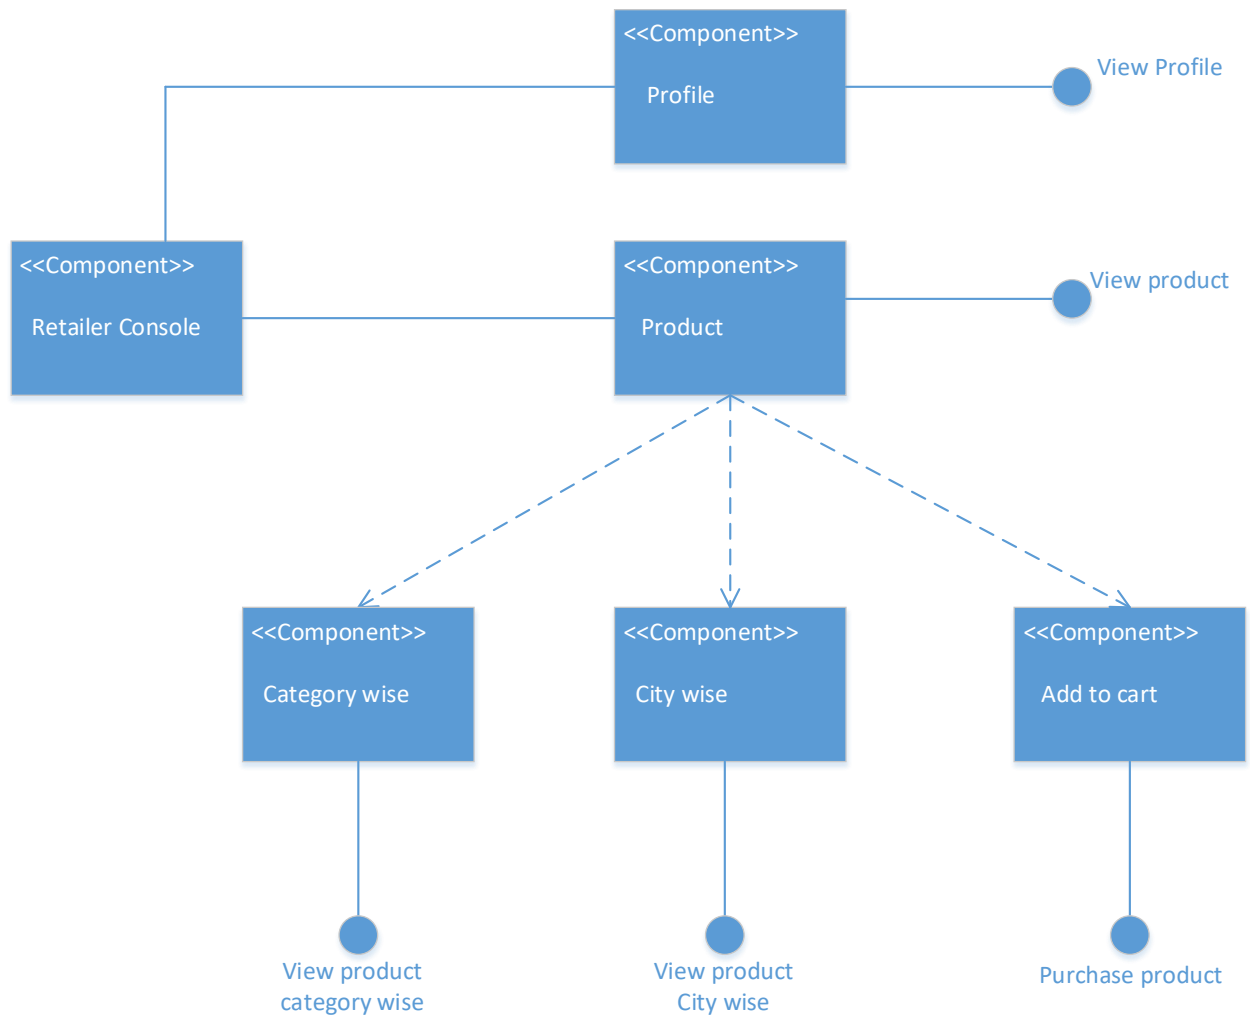 <<Component>>
Profile
View Profile
<<Component>>
Retailer Console
<<Component>>
Product
View product
<<Component>>
Category wise
<<Component>>
City wise
<<Component>>
Add to cart
View product
category wise
View product
City wise
Purchase product